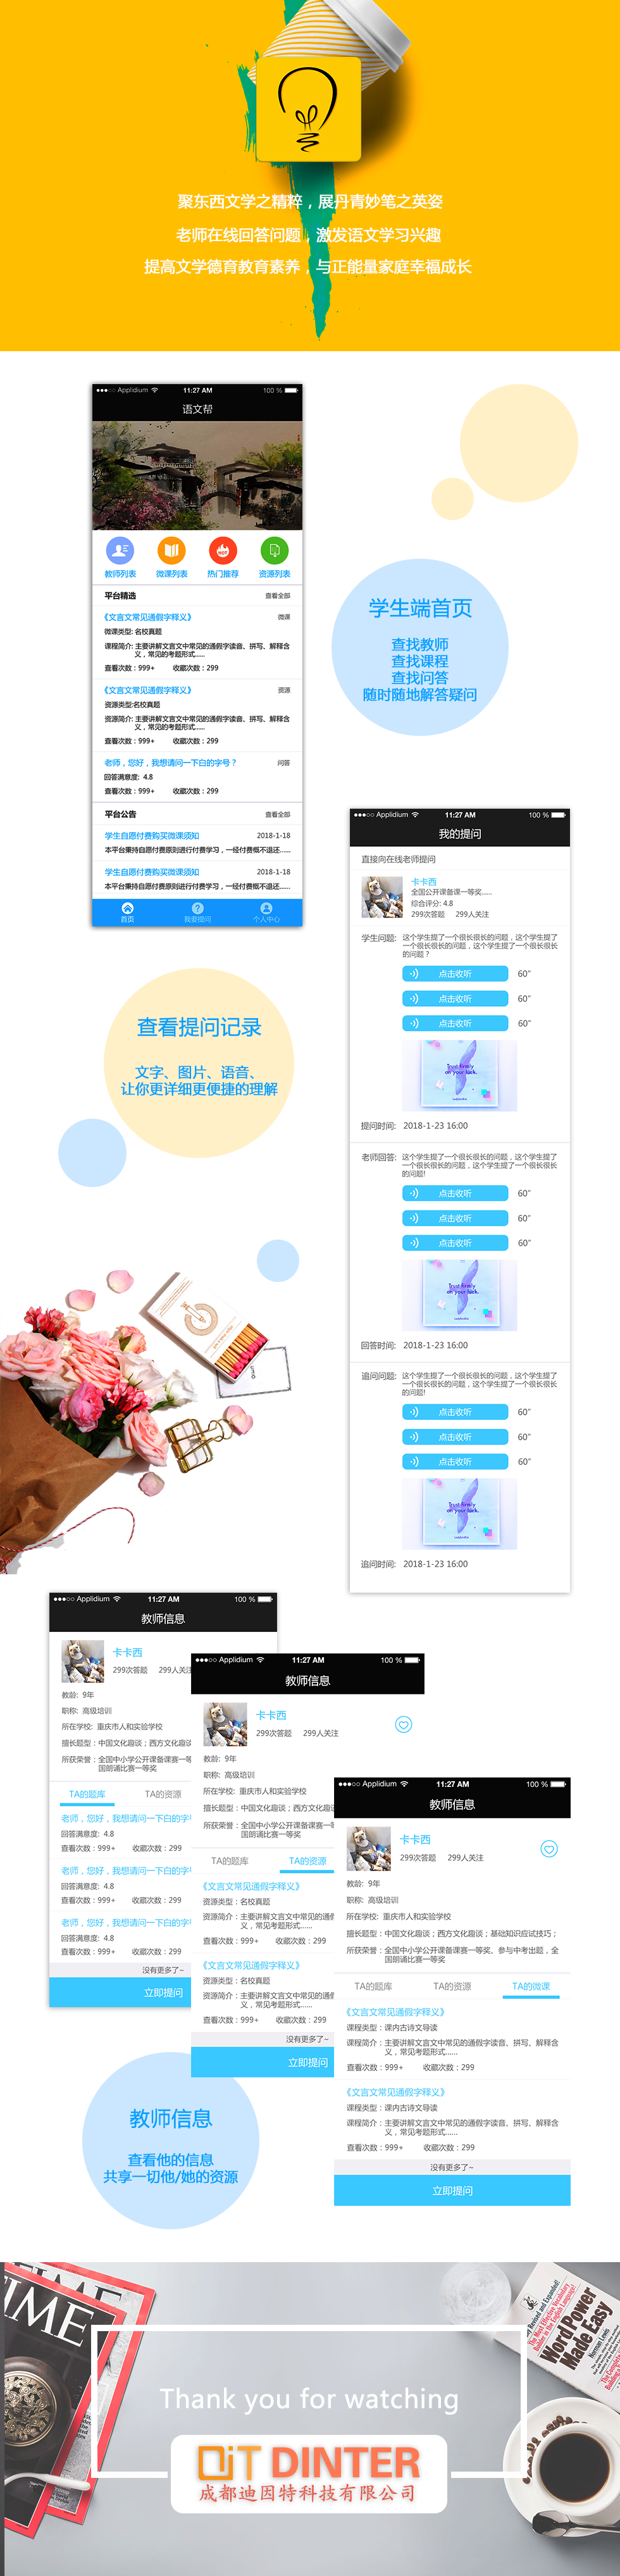 聚东西文学之精粹，展丹青妙笔之英姿
老师在线回答问题，激发语文学习兴趣
提高文学德育教育素养，与正能量家庭幸福成长
Applidium 11:27 AM 100 %
语文帮
教师列表 微课列表 热门推荐 资源列表
平台精选 查看全部
《文言文常见通假字释义》 微课
微课类型: 名校真题
课程简介: 主要讲解文言文中常见的通假字读音、拼写、解释含
义，常见的考题形式......
查看次数：999+ 收藏次数：299
《文言文常见通假字释义》 资源
资源类型:名校真题
资源简介: 主要讲解文言文中常见的通假字读音、拼写、解释含
义，常见的考题形式......
查看次数：999+ 收藏次数：299
老师，您好，我想请问一下白的字号？ 问答
回答满意度: 4.8
查看次数：999+ 收藏次数：299
平台公告 查看全部
学生自愿付费购买微课须知 2018-1-18
本平台秉持自愿付费原则进行付费学习，一经付费概不退还......
学生自愿付费购买微课须知 2018-1-18
本平台秉持自愿付费原则进行付费学习，一经付费概不退还......
首页 我要提问 个人中心
学生端首页
查找教师
查找课程
查找问答
随时随地解答疑问
Applidium 11:27 AM 100 %
我的提问
直接向在线老师提问
卡卡西
全国公开课备课一等奖......
综合评分: 4.8
299次答题 299人关注
学生问题: 这个学生提了一个很长很长的问题，这个学生提了
一个很长很长的问题，这个学生提了一个很长很长
的问题？
点击收听 60"
点击收听 60"
点击收听 60"
Trust firmly
on your luck.
提问时间: 2018-1-23 16:00
老师回答: 这个学生提了一个很长很长的问题，这个学生提了
一个很长很长的问题，这个学生提了一个很长很长
的问题!
点击收听 60"
点击收听 60"
点击收听 60"
Trust firmly
on your luck.
回答时间: 2018-1-23 16:00
追问问题: 这个学生提了一个很长很长的问题，这个学生提了
一个很长很长的问题，这个学生提了一个很长很长
的问题!
点击收听 60"
点击收听 60"
点击收听 60"
Trust firmly
on your luck.
追问时间: 2018-1-23 16:00
查看提问记录
文字、图片、语音、
让你更详细更便捷的理解
Applidium 11:27 AM 100 %
教师信息
卡卡西
299次答题 299人关注
教龄: 9年
职称: 高级培训
所在学校: 重庆市人和实验学校
擅长题型：中国文化趣谈；西方文化趣谈
所获荣誉：全国中小学公开课备课赛一等
国朗诵比赛一等奖
TA的题库 TA的资源
老师，您好，我想请问一下白的字号
回答满意度: 4.8
查看次数：999+ 收藏次数：299
老师，您好，我想请问一下白的字号
回答满意度: 4.8
查看次数：999+ 收藏次数：299
老师，您好，我想请问一下白的字号
回答满意度: 4.8
查看次数：999+ 收藏次数：299
没有更多了~
立即提问
Applidium 11:27 AM 100 %
教师信息
卡卡西
299次答题 299人关注
教龄: 9年
职称: 高级培训
所在学校: 重庆市人和实验学校
擅长题型：中国文化趣谈；西方文化趣谈
所获荣誉：全国中小学公开课备课赛一等
国朗诵比赛一等奖
TA的题库 TA的资源
《文言文常见通假字释义》
资源类型：名校真题
资源简介：主要讲解文言文中常见的通假
义，常考题形式......
查看次数：999+ 收藏次数：299
《文言文常见通假字释义》
资源类型：名校真题
资源简介：主要讲解文言文中常见的通假
义，常考题形式......
查看次数：999+ 收藏次数：299
没有更多了~
立即提问
Applidium 11:27 AM 100 %
教师信息
卡卡西
299次答题 299人关注
教龄: 9年
职称: 高级培训
所在学校: 重庆市人和实验学校
擅长题型：中国文化趣谈；西方文化趣谈；基础知识应试技巧；
所获荣誉：全国中小学公开课备课赛一等奖、参与中考出题，全
国朗诵比赛一等奖
TA的题库 TA的资源 TA的微课
《文言文常见通假字释义》
课程类型：课内古诗文导读
课程简介：主要讲解文言文中常见的通假字读音、拼写、解释含
义，常见考题形式......
查看次数：999+ 收藏次数：299
《文言文常见通假字释义》
课程类型：课内古诗文导读
课程简介：主要讲解文言文中常见的通假字读音、拼写、解释含
义，常见考题形式......
查看次数：999+ 收藏次数：299
没有更多了~
立即提问
教师信息
查看他的信息
共享一切他/她的资源
TIME
Word Power
Made Easy
Norman Lewis
Thank you for watching
DiT DINTER
成都迪因特科技有限公司